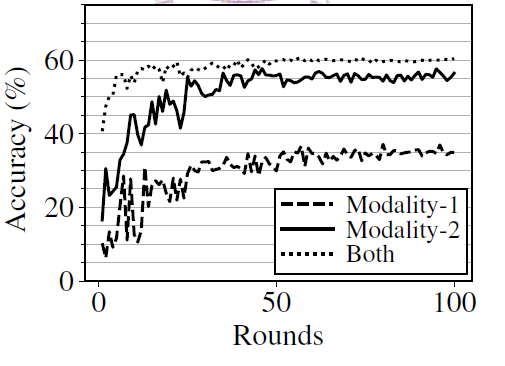 Accuracy (%)
60
40
20
0
Modality-1
Modality-2
Both
0 50 100
Rounds